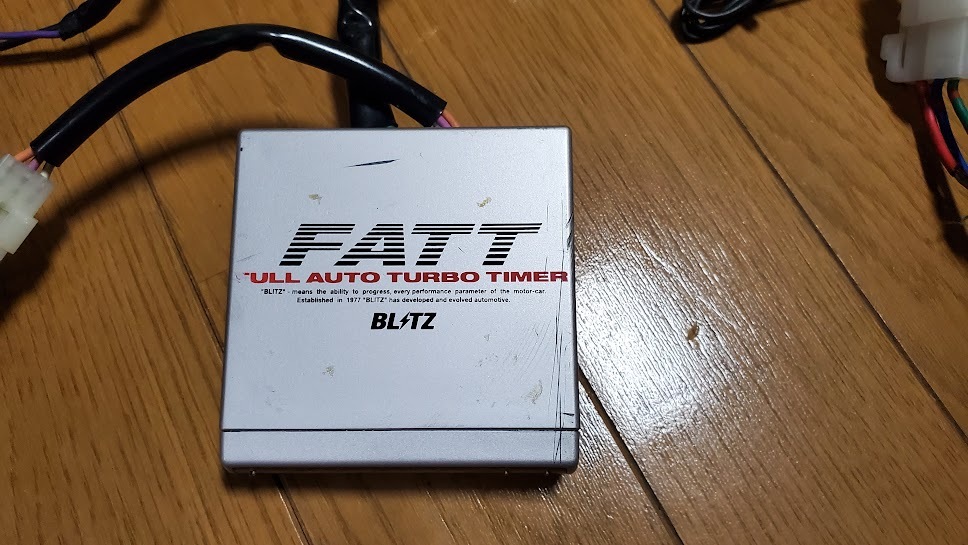 FATT
ULL AUTO TURBO TIMER
"BLITZ" - means the ability to progress, every performance parameter of the motor-car.
Established in 1977 "BLITZ" has developed and evolved automotive.
BLITZ